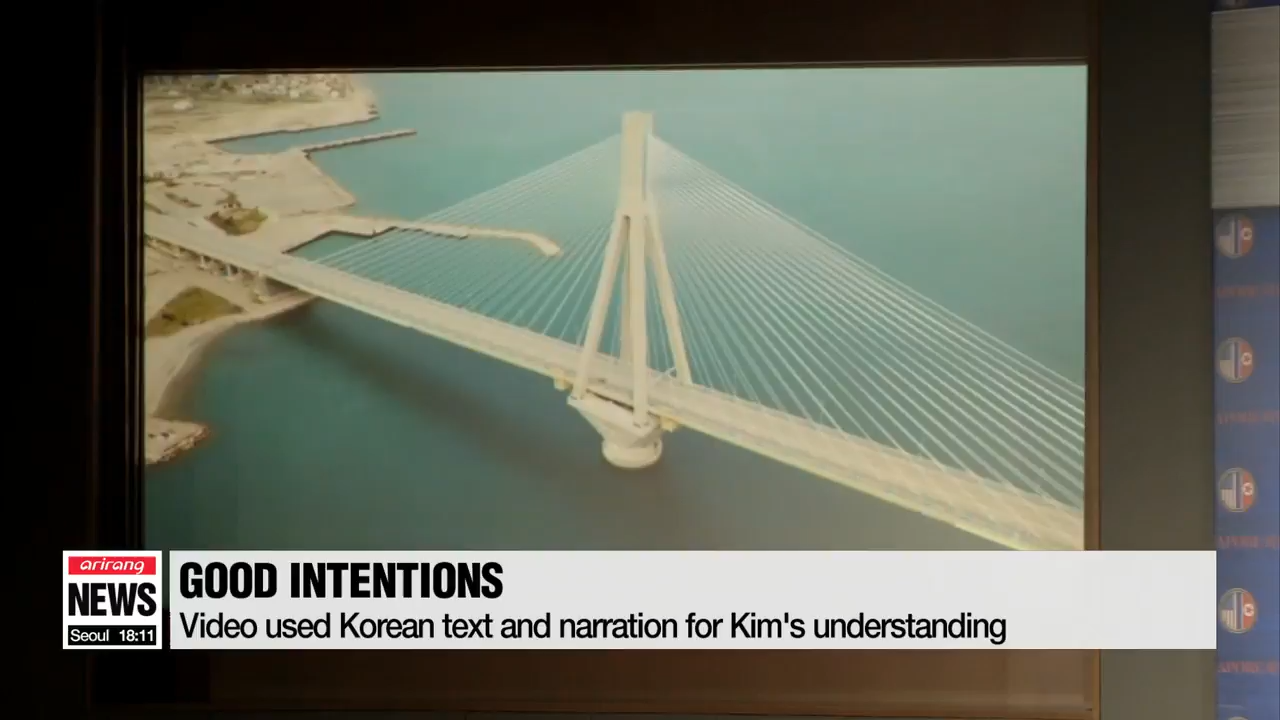 arirang
NEWS
Seoul 18:11
GOOD INTENTIONS
Video used Korean text and narration for Kim's understanding